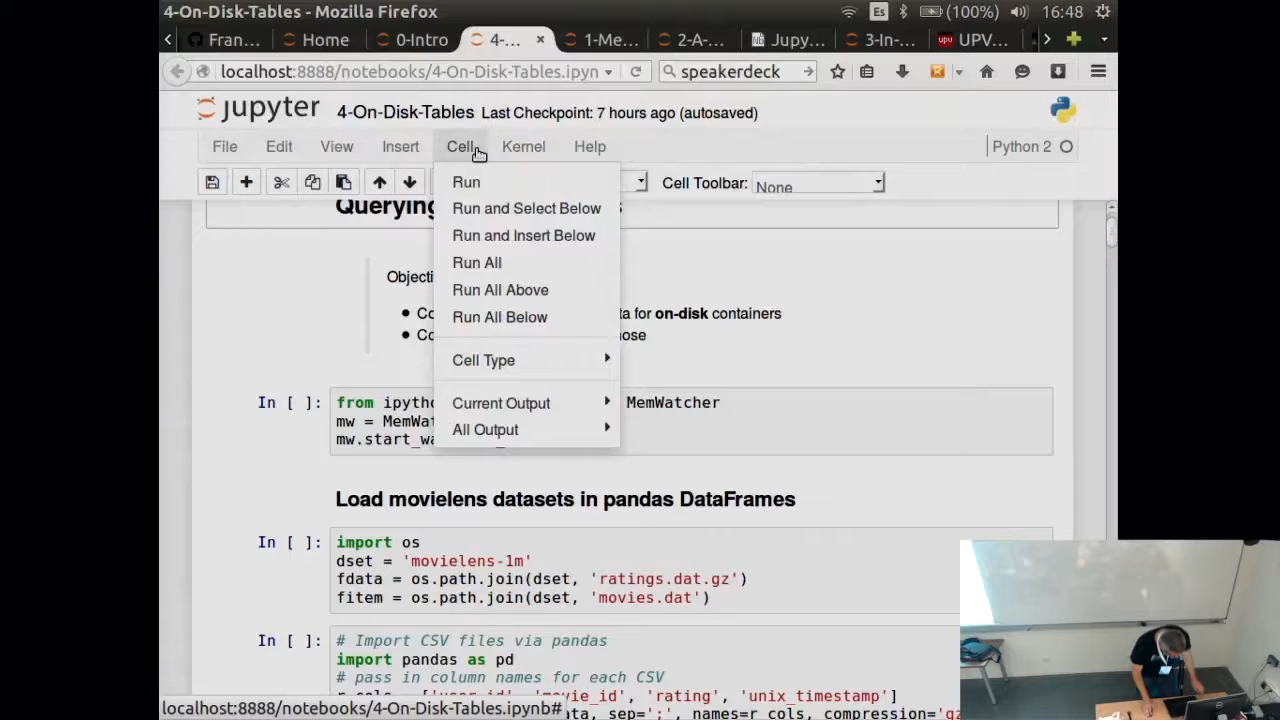 4-On-Disk-Tables - Mozilla Firefox
Es (100%) 16:48
Fran... Home 0-Intro 4-... × 1-Me... 2-A-... Jupy... 3-In-... UPV...
localhost:8888/notebooks/4-On-Disk-Tables.ipyn
speakerdeck
jupyter 4-On-Disk-Tables Last Checkpoint: 7 hours ago (autosaved)
File Edit View Insert Cell Kernel Help Python 2
Cell Toolbar: None
Run
Run and Select Below
Run and Insert Below
Run All
Run All Above
Run All Below
Cell Type
Current Output
All Output
Querying
Objecti
Co ta for on-disk containers
Co ose
In [ ]: from ipyth MemWatcher
mw = MemWat
mw.start_wa
Load movielens datasets in pandas DataFrames
In [ ]: import os
dset = 'movielens-1m'
fdata = os.path.join(dset, 'ratings.dat.gz')
fitem = os.path.join(dset, 'movies.dat')
In [ ]: # Import CSV files via pandas
import pandas as pd
# pass in column names for each CSV
r_cols = ['user_id', 'movie_id', 'rating', 'unix_timestamp']
ata, sep=';', names=r_cols, compression='gz
localhost:8888/notebooks/4-On-Disk-Tables.ipynb#